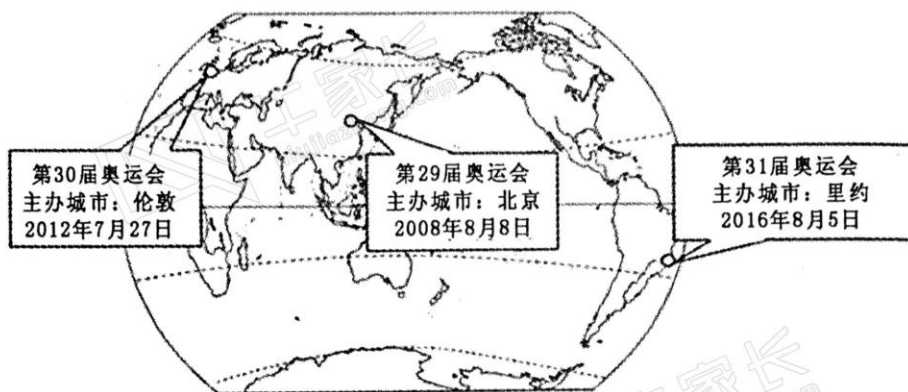 第30届奥运会
主办城市：伦敦
2012年7月27日
第29届奥运会
主办城市：北京
2008年8月8日
第31届奥运会
主办城市：里约
2016年8月5日